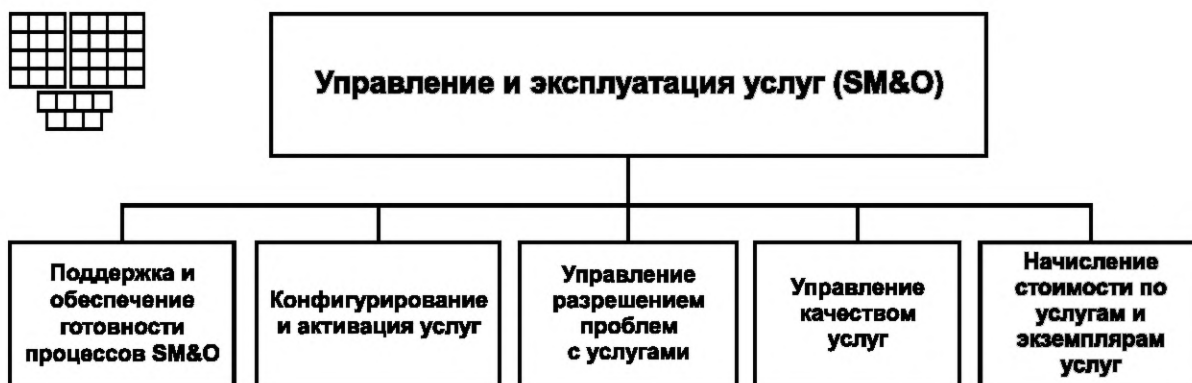 Управление и эксплуатация услуг (SM&O)
Поддержка и
обеспечение
готовности
процессов SM&O
Конфигурирование
и активация услуг
Управление
разрешением
проблем
с услугами
Управление
качеством
услуг
Начисление
стоимости по
услугам и
экземплярам
услуг